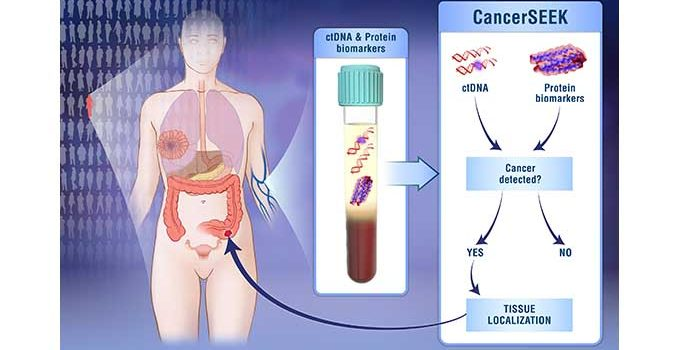 ctDNA & Protein
biomarkers
CancerSEEK
ctDNA
Protein
biomarkers
Cancer
detected?
YES
NO
TISSUE
LOCALIZATION